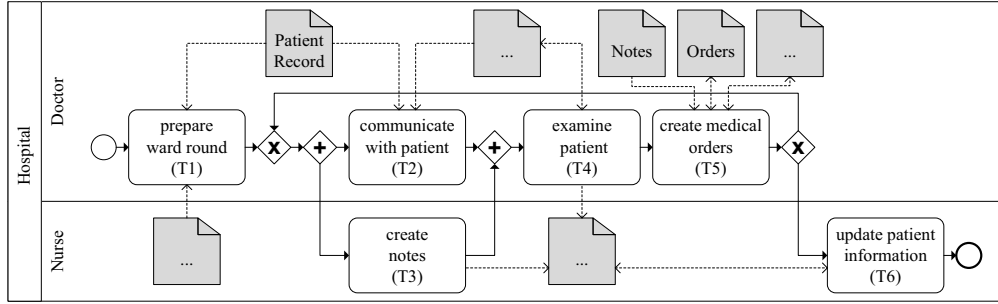 Hospital
Doctor
Patient
Record
...
Notes
Orders
...
prepare
ward round
(T1)
X
+
communicate
with patient
(T2)
+
examine
patient
(T4)
create medical
orders
(T5)
X
Nurse
...
create
notes
(T3)
...
update patient
information
(T6)